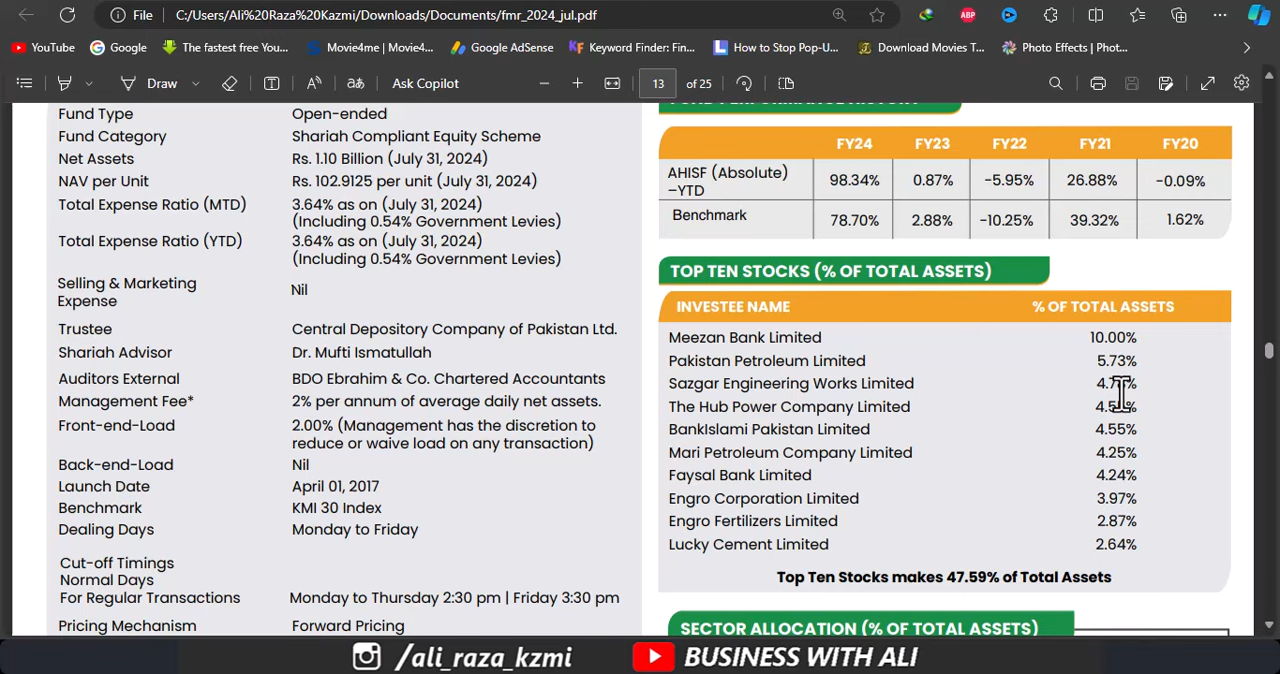 File
C:/Users/Ali%20Raza%20Kazmi/Downloads/Documents/fmr_2024_jul.pdf
ABP
YouTube
Google
The fastest free You...
Movie4me | Movie4...
Google AdSense
Keyword Finder: Fin...
How to Stop Pop-U...
Download Movies T...
Photo Effects | Phot...
Draw
Ask Copilot
13 of 25
Fund Type Open-ended
Fund Category Shariah Compliant Equity Scheme
Net Assets Rs. 1.10 Billion (July 31, 2024)
NAV per Unit Rs. 102.9125 per unit (July 31, 2024)
Total Expense Ratio (MTD) 3.64% as on (July 31, 2024)
(Including 0.54% Government Levies)
Total Expense Ratio (YTD) 3.64% as on (July 31, 2024)
(Including 0.54% Government Levies)
Selling & Marketing
Expense Nil
Trustee Central Depository Company of Pakistan Ltd.
Shariah Advisor Dr. Mufti Ismatullah
Auditors External BDO Ebrahim & Co. Chartered Accountants
Management Fee* 2% per annum of average daily net assets.
Front-end-Load 2.00% (Management has the discretion to
reduce or waive load on any transaction)
Back-end-Load Nil
Launch Date April 01, 2017
Benchmark KMI 30 Index
Dealing Days Monday to Friday
Cut-off Timings
Normal Days
For Regular Transactions Monday to Thursday 2:30 pm | Friday 3:30 pm
Pricing Mechanism Forward Pricing
FY24 FY23 FY22 FY21 FY20
AHISF (Absolute)
–YTD 98.34% 0.87% -5.95% 26.88% -0.09%
Benchmark 78.70% 2.88% -10.25% 39.32% 1.62%
TOP TEN STOCKS (% OF TOTAL ASSETS)
INVESTEE NAME % OF TOTAL ASSETS
Meezan Bank Limited 10.00%
Pakistan Petroleum Limited 5.73%
Sazgar Engineering Works Limited
The Hub Power Company Limited
BankIslami Pakistan Limited 4.55%
Mari Petroleum Company Limited 4.25%
Faysal Bank Limited 4.24%
Engro Corporation Limited 3.97%
Engro Fertilizers Limited 2.87%
Lucky Cement Limited 2.64%
Top Ten Stocks makes 47.59% of Total Assets
SECTOR ALLOCATION (% OF TOTAL ASSETS)
/ali_raza_kzmi BUSINESS WITH ALI